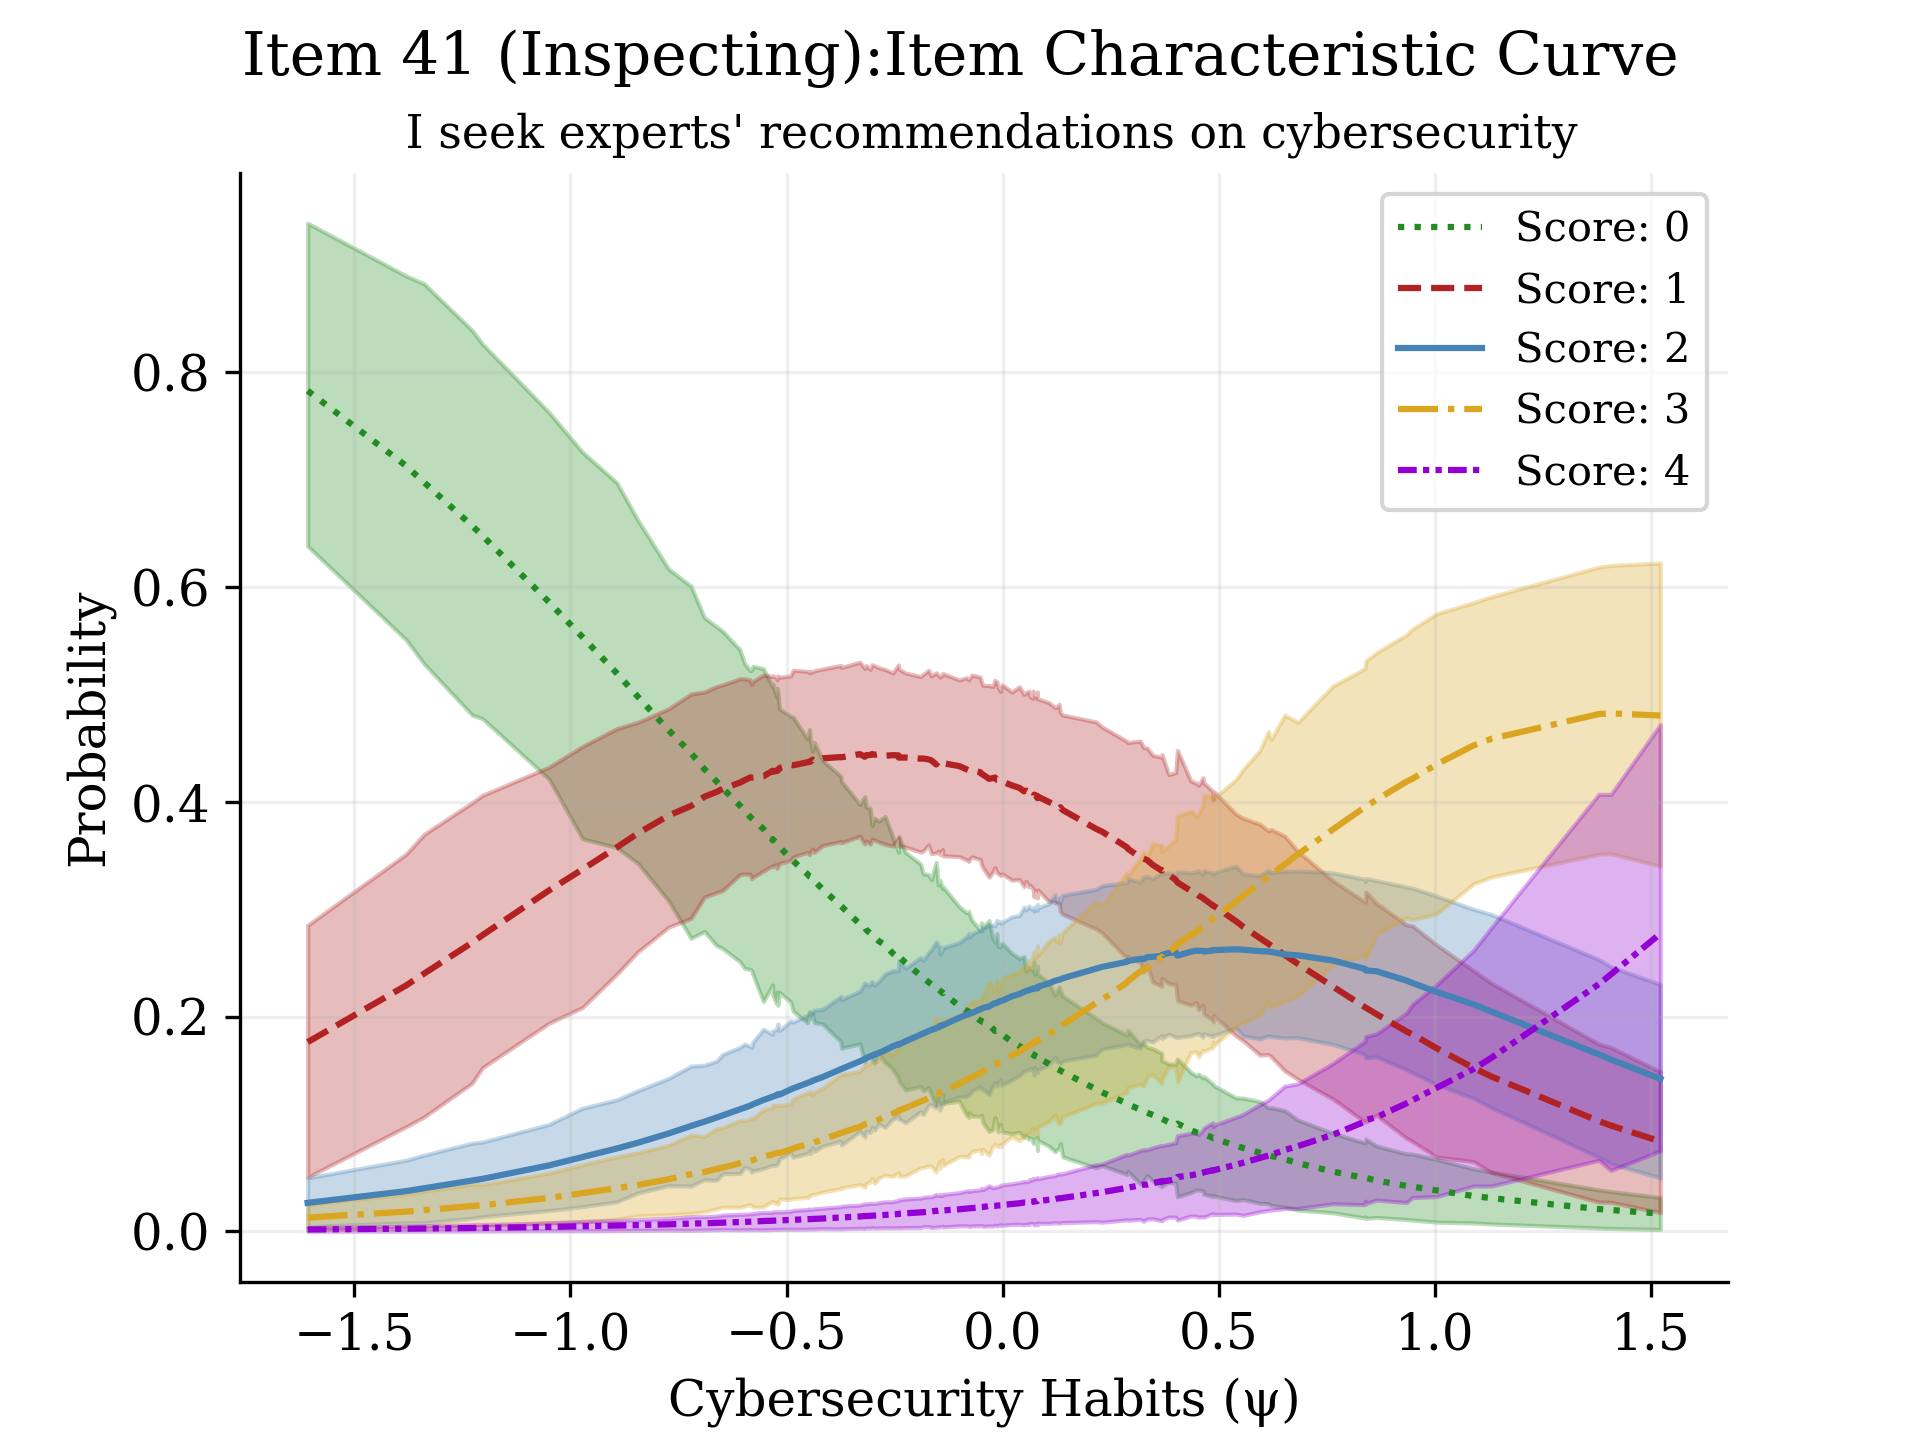 Item 41 (Inspecting):Item Characteristic Curve
I seek experts' recommendations on cybersecurity
Score: 0
Score: 1
Score: 2
Score: 3
Score: 4
Probability
0.8
0.6
0.4
0.2
0.0
−1.5 −1.0 −0.5 0.0 0.5 1.0 1.5
Cybersecurity Habits (ψ)